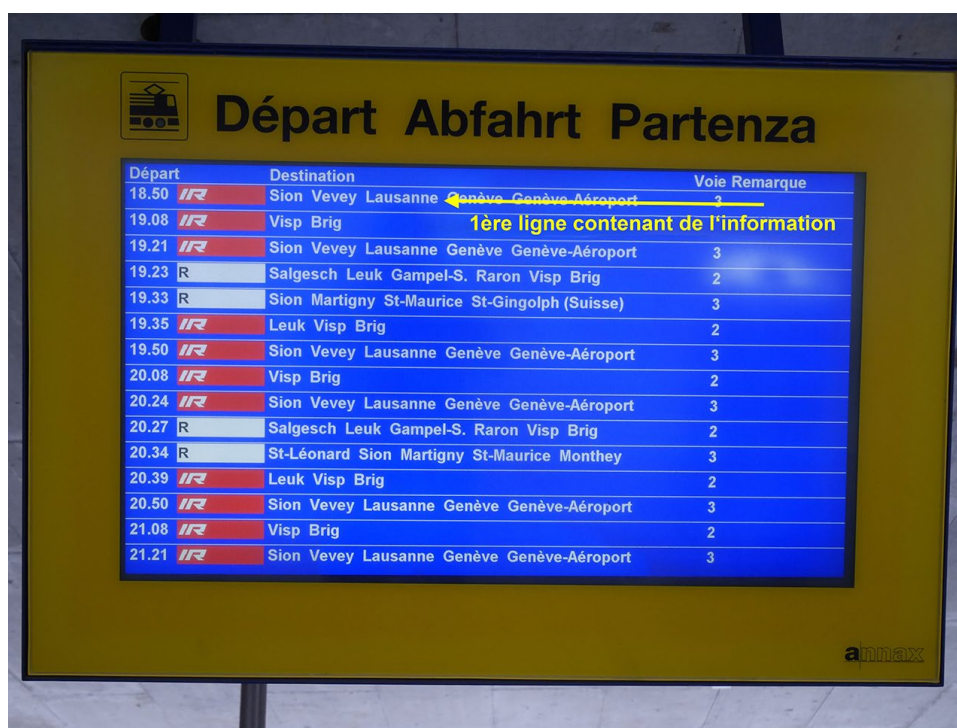 Départ Abfahrt Partenza
Départ Destination Voie Remarque
18.50 IR Sion Vevey Lausanne Genève Genève-Aéroport 3
1ère ligne contenant de l'information
19.08 IR Visp Brig
19.21 IR Sion Vevey Lausanne Genève Genève-Aéroport 3
19.23 R Salgesch Leuk Gampel-S. Raron Visp Brig 2
19.33 R Sion Martigny St-Maurice St-Gingolph (Suisse) 3
19.35 IR Leuk Visp Brig 2
19.50 IR Sion Vevey Lausanne Genève Genève-Aéroport 3
20.08 IR Visp Brig 2
20.24 IR Sion Vevey Lausanne Genève Genève-Aéroport 3
20.27 R Salgesch Leuk Gampel-S. Raron Visp Brig 2
20.34 R St-Léonard Sion Martigny St-Maurice Monthey 3
20.39 IR Leuk Visp Brig 2
20.50 IR Sion Vevey Lausanne Genève Genève-Aéroport 3
21.08 IR Visp Brig 2
21.21 IR Sion Vevey Lausanne Genève Genève-Aéroport 3
annax